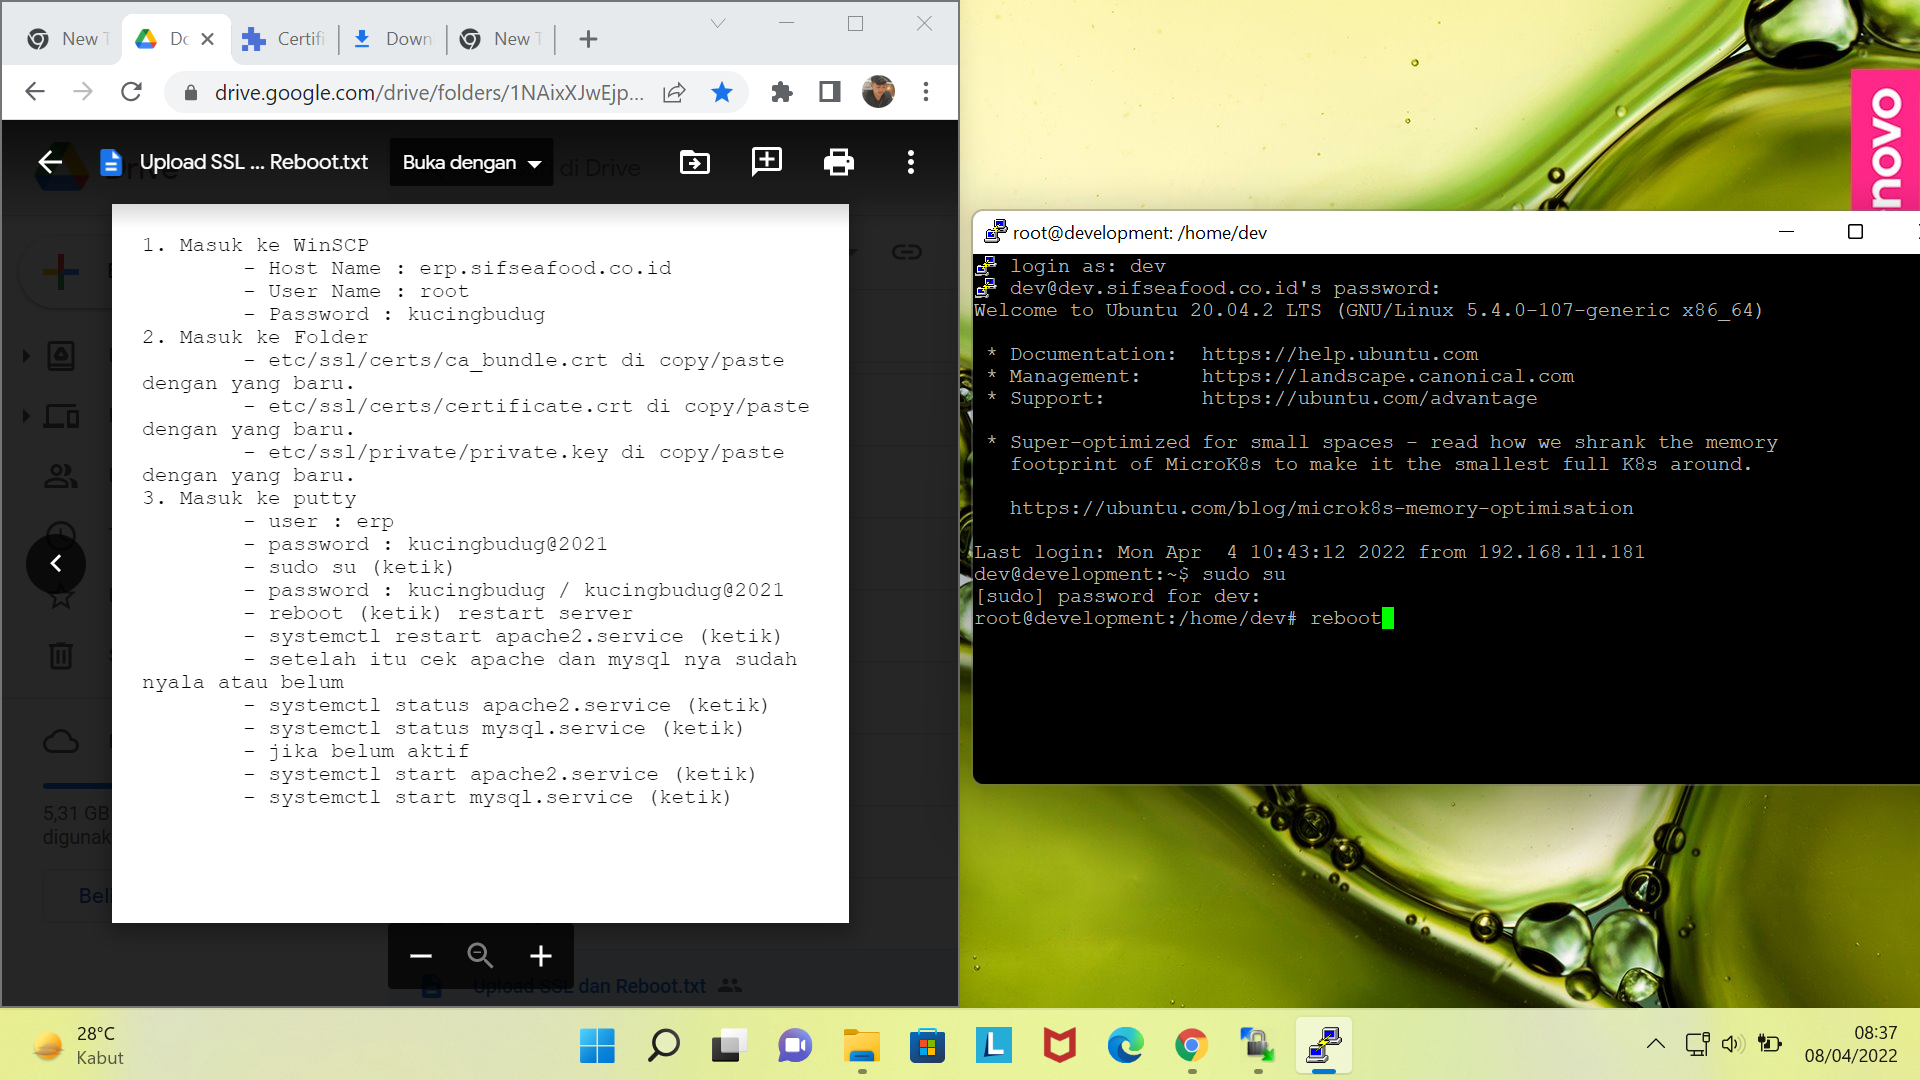 New T
Do
Certifi
Down
New T
drive.google.com/drive/folders/1NAixXJwEjp...
Upload SSL ... Reboot.txt
Buka dengan
di Drive
1. Masuk ke WinSCP
- Host Name : erp.sifseafood.co.id
- User Name : root
- Password : kucingbudug
2. Masuk ke Folder
- etc/ssl/certs/ca_bundle.crt di copy/paste
dengan yang baru.
- etc/ssl/certs/certificate.crt di copy/paste
dengan yang baru.
- etc/ssl/private/private.key di copy/paste
dengan yang baru.
3. Masuk ke putty
- user : erp
- password : kucingbudug@2021
- sudo su (ketik)
- password : kucingbudug / kucingbudug@2021
- reboot (ketik) restart server
- systemctl restart apache2.service (ketik)
- setelah itu cek apache dan mysql nya sudah
nyala atau belum
- systemctl status apache2.service (ketik)
- systemctl status mysql.service (ketik)
- jika belum aktif
- systemctl start apache2.service (ketik)
- systemctl start mysql.service (ketik)
5,31 GB
digunak
Beli
Upload SSL dan Reboot.txt
novo
root@development: /home/dev
login as: dev
dev@dev.sifseafood.co.id's password:
Welcome to Ubuntu 20.04.2 LTS (GNU/Linux 5.4.0-107-generic x86_64)
* Documentation:  https://help.ubuntu.com
* Management:     https://landscape.canonical.com
* Support:        https://ubuntu.com/advantage
* Super-optimized for small spaces - read how we shrank the memory
footprint of MicroK8s to make it the smallest full K8s around.
https://ubuntu.com/blog/microk8s-memory-optimisation
Last login: Mon Apr  4 10:43:12 2022 from 192.168.11.181
dev@development:~$ sudo su
[sudo] password for dev:
root@development:/home/dev# reboot
28°C
Kabut
L
08:37
08/04/2022